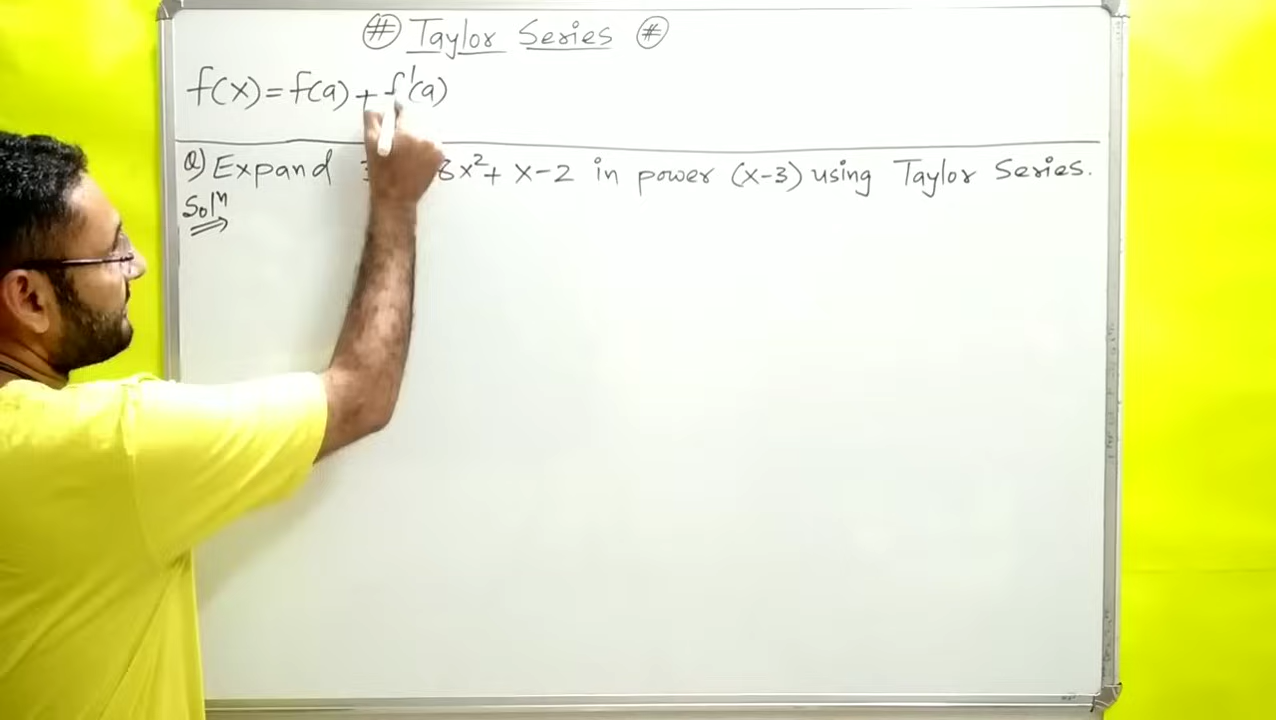 # Taylor Series #
f(x)=f(a)+f'(a)
Q) Expand x²+ x-2 in power (x-3) using Taylor Series.
Solⁿ